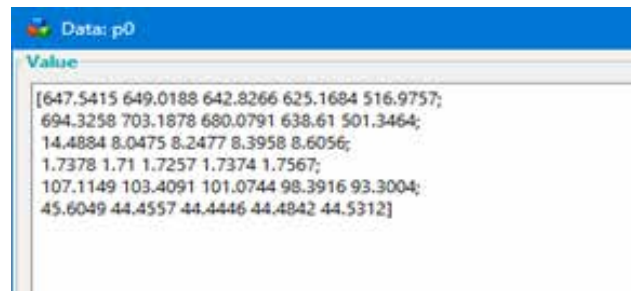 Data: p0
Value
[647.5415 649.0188 642.8266 625.1684 516.9757;
694.3258 703.1878 680.0791 638.61 501.3464;
14.4884 8.0475 8.2477 8.3958 8.6056;
1.7378 1.71 1.7257 1.7374 1.7567;
107.1149 103.4091 101.0744 98.3916 93.3004;
45.6049 44.4557 44.4446 44.4842 44.5312]